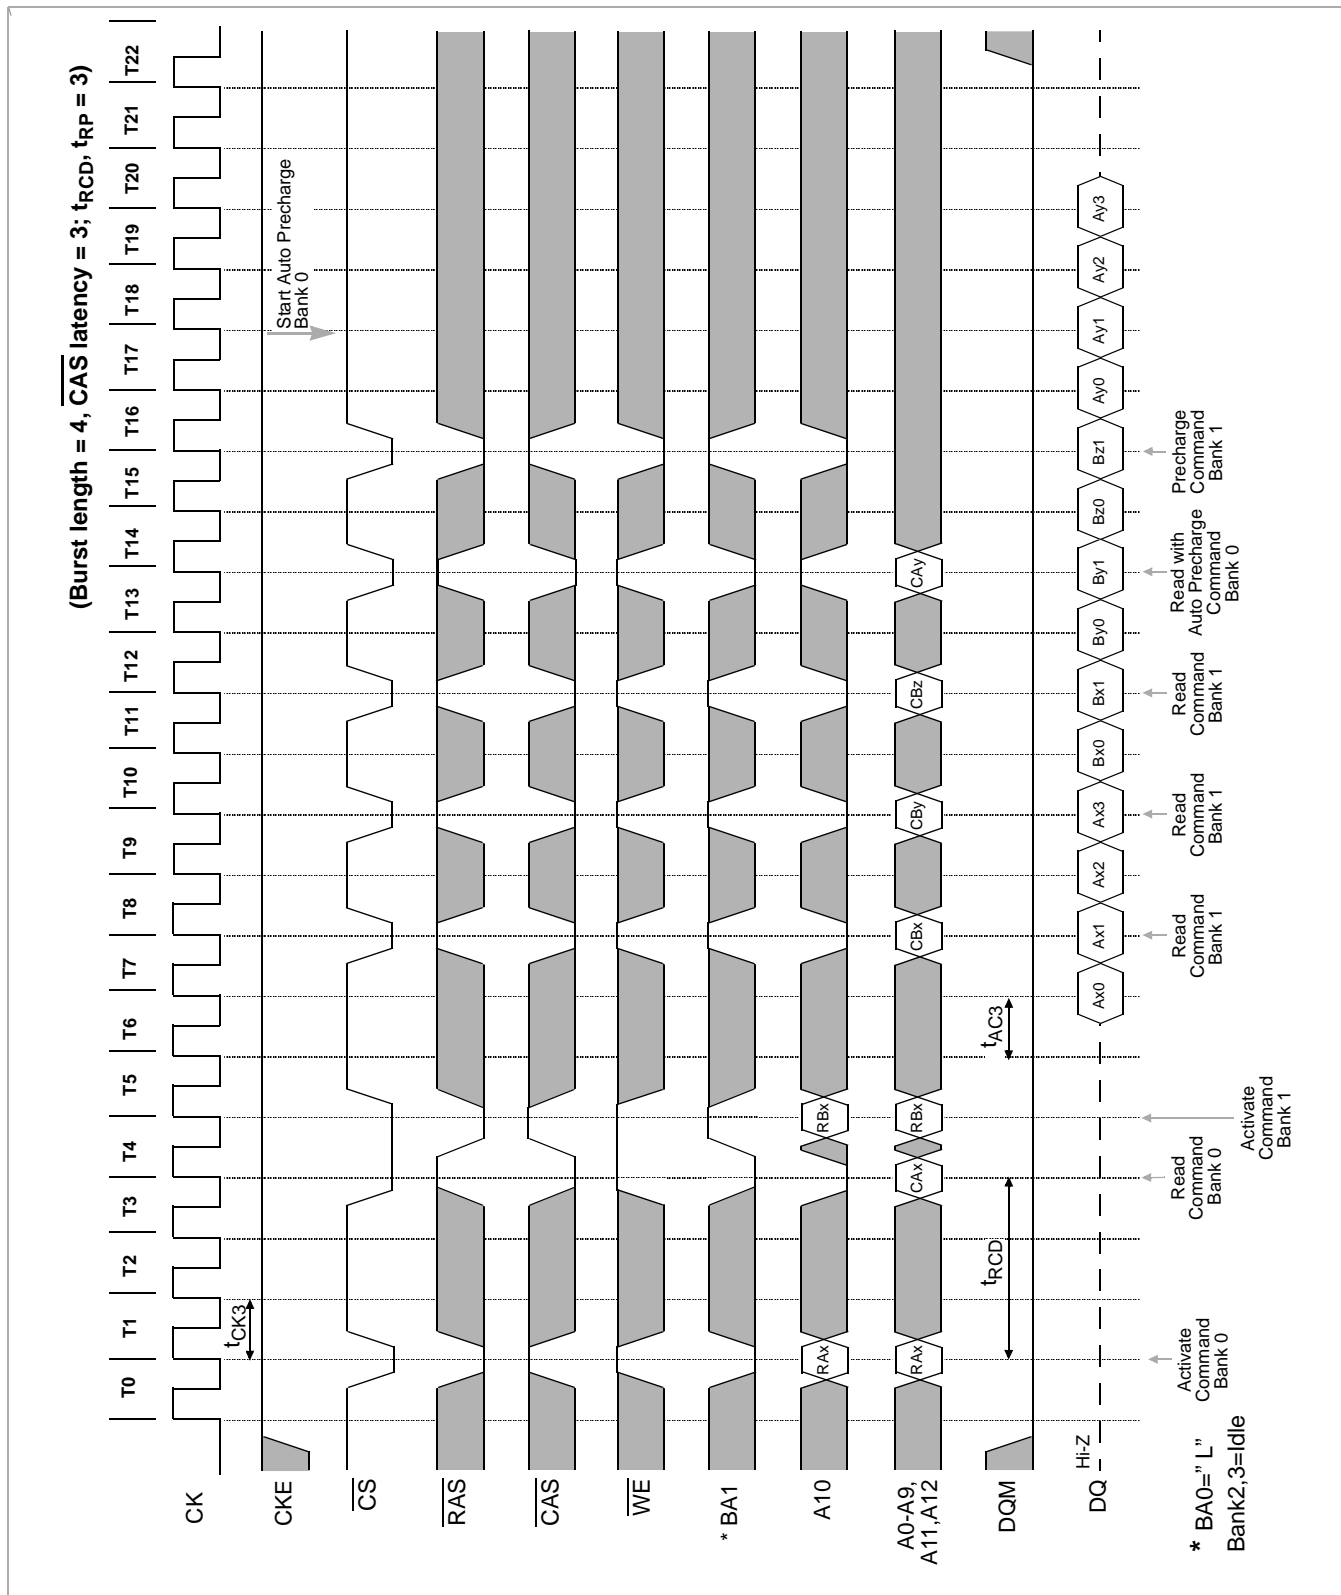 (Burst length = 4, CAS latency = 3; tRCD, tRP = 3)
T0 T1 T2 T3 T4 T5 T6 T7 T8 T9 T10 T11 T12 T13 T14 T15 T16 T17 T18 T19 T20 T21 T22
CK
tCK3
CKE
Start Auto Precharge
Bank 0
CS
RAS
CAS
WE
* BA1
A10
RAx RBx
A0-A9,
A11,A12
RAx CAx RBx CBx CBy CBz CAy
DQM
tRCD
tAC3
DQ
Hi-Z
Ax0 Ax1 Ax2 Ax3 Bx0 Bx1 By0 By1 Bz0 Bz1 Ay0 Ay1 Ay2 Ay3
Activate
Command
Bank 0
Read
Command
Bank 0
Activate
Command
Bank 1
Read
Command
Bank 1
Read
Command
Bank 1
Read
Command
Bank 1
Read with
Auto Precharge
Command
Bank 0
Precharge
Command
Bank 1
* BA0=” L”
Bank2,3=Idle